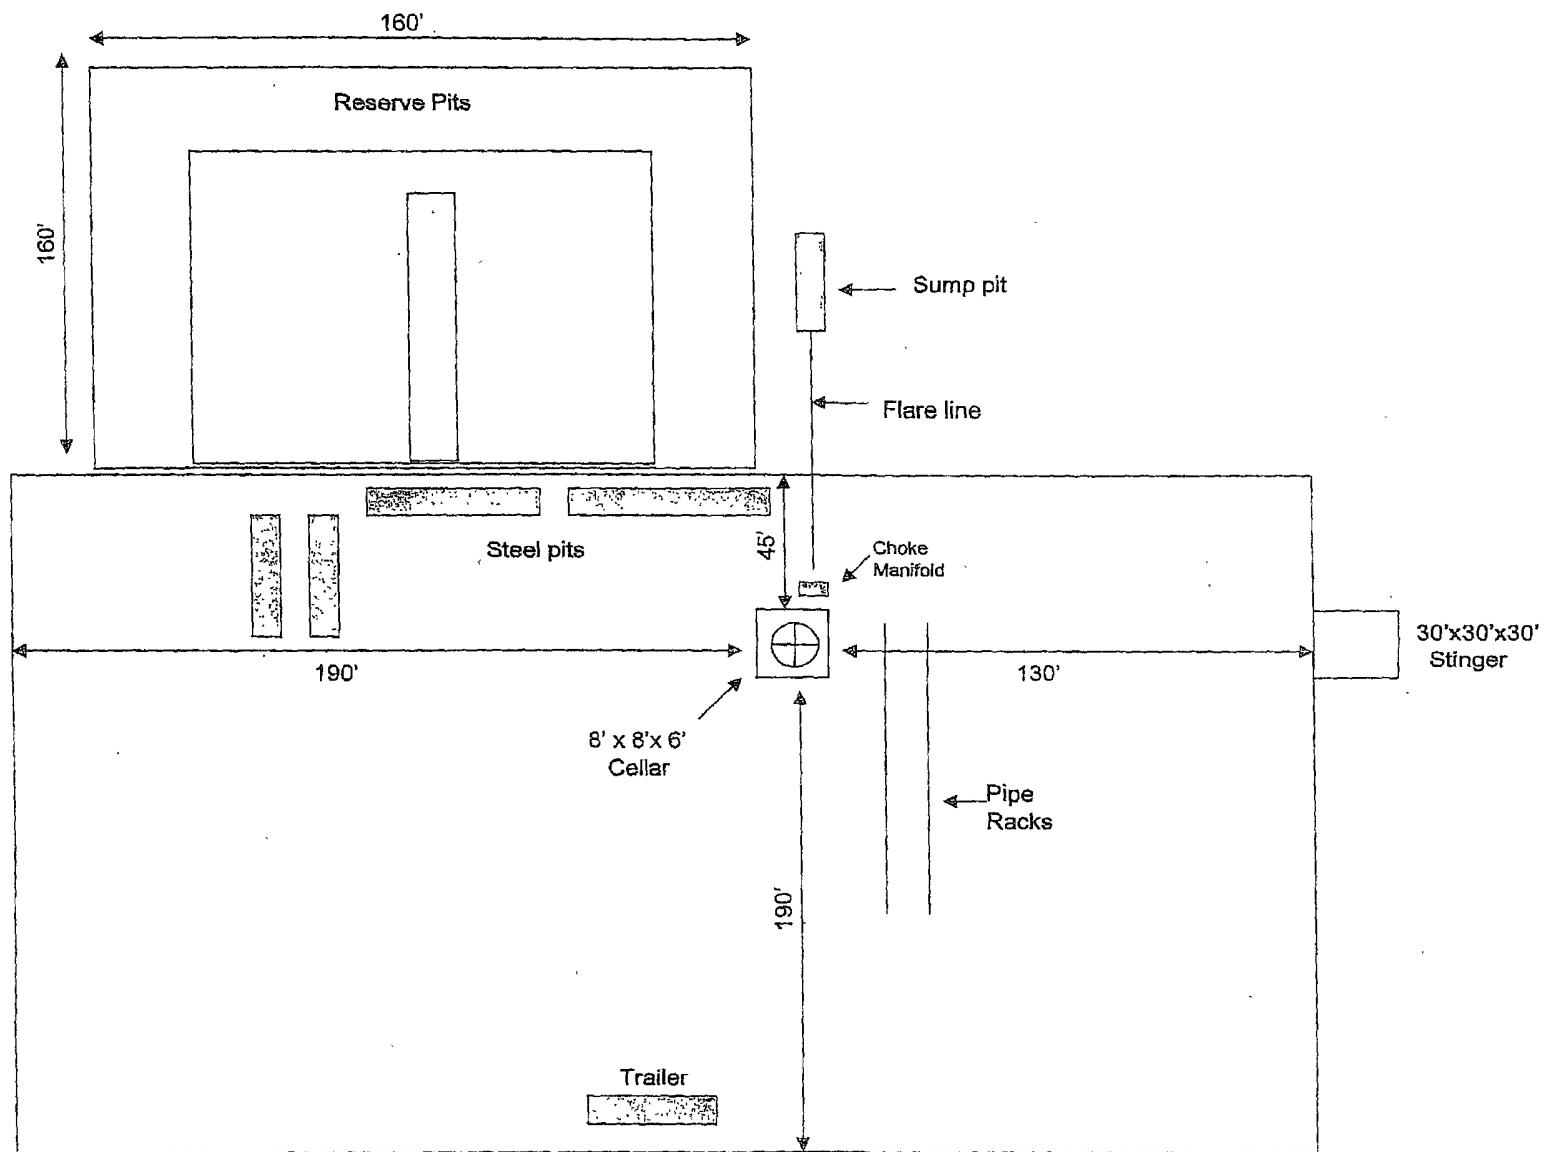 160'
Reserve Pits
160'
Sump pit
Flare line
Steel pits
45'
Choke
Manifold
30'x30'x30'
Stinger
190'
130'
8' x 8'x 6'
Cellar
Pipe
Racks
190'
Trailer